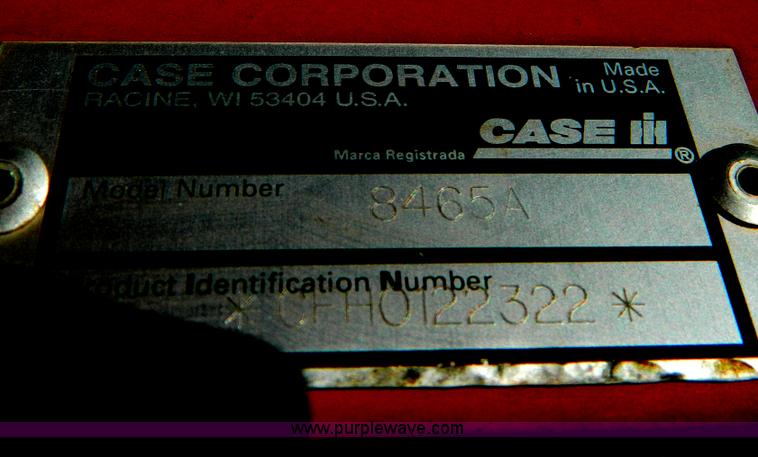 CASE CORPORATION
Made
in U.S.A.
RACINE, WI 53404 U.S.A.
CASE IH
Marca Registrada ®
Model Number
8465A
Product Identification Number
* CFH0122322 *
www.purplewave.com